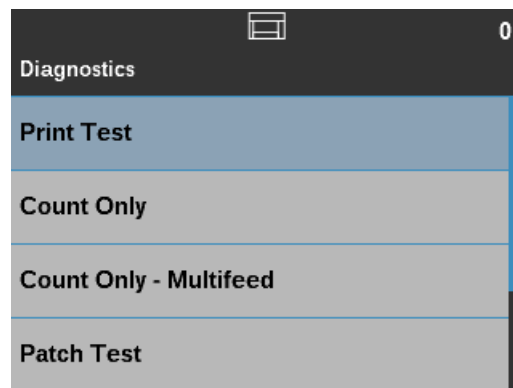 0
Diagnostics
Print Test
Count Only
Count Only - Multifeed
Patch Test